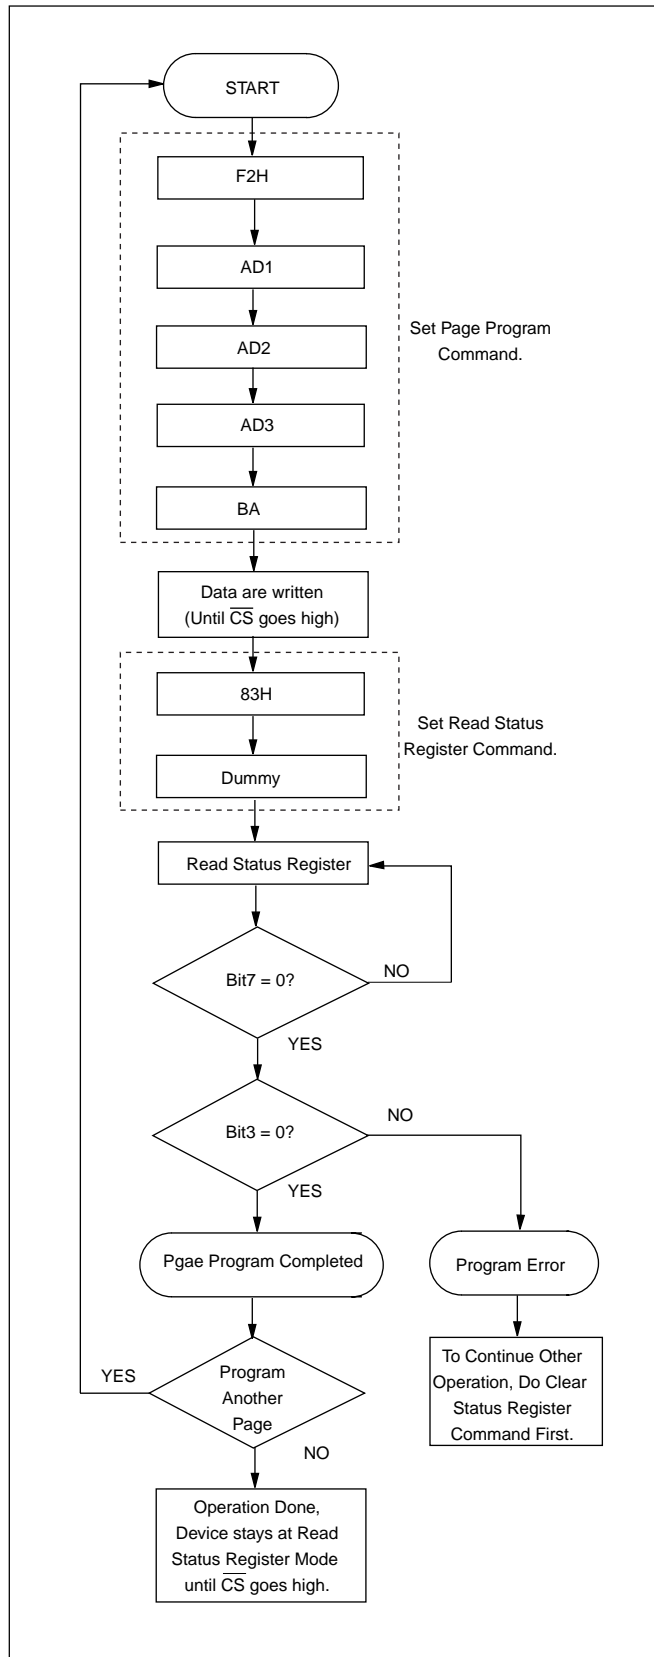 START
F2H
AD1
AD2
AD3
BA
Set Page Program
Command.
Data are written
(Until C̅S̅ goes high)
83H
Dummy
Set Read Status
Register Command.
Read Status Register
Bit7 = 0?
NO
YES
Bit3 = 0?
NO
YES
Pgae Program Completed
Program Error
To Continue Other
Operation, Do Clear
Status Register
Command First.
YES
Program
Another
Page
NO
Operation Done,
Device stays at Read
Status Register Mode
until C̅S̅ goes high.